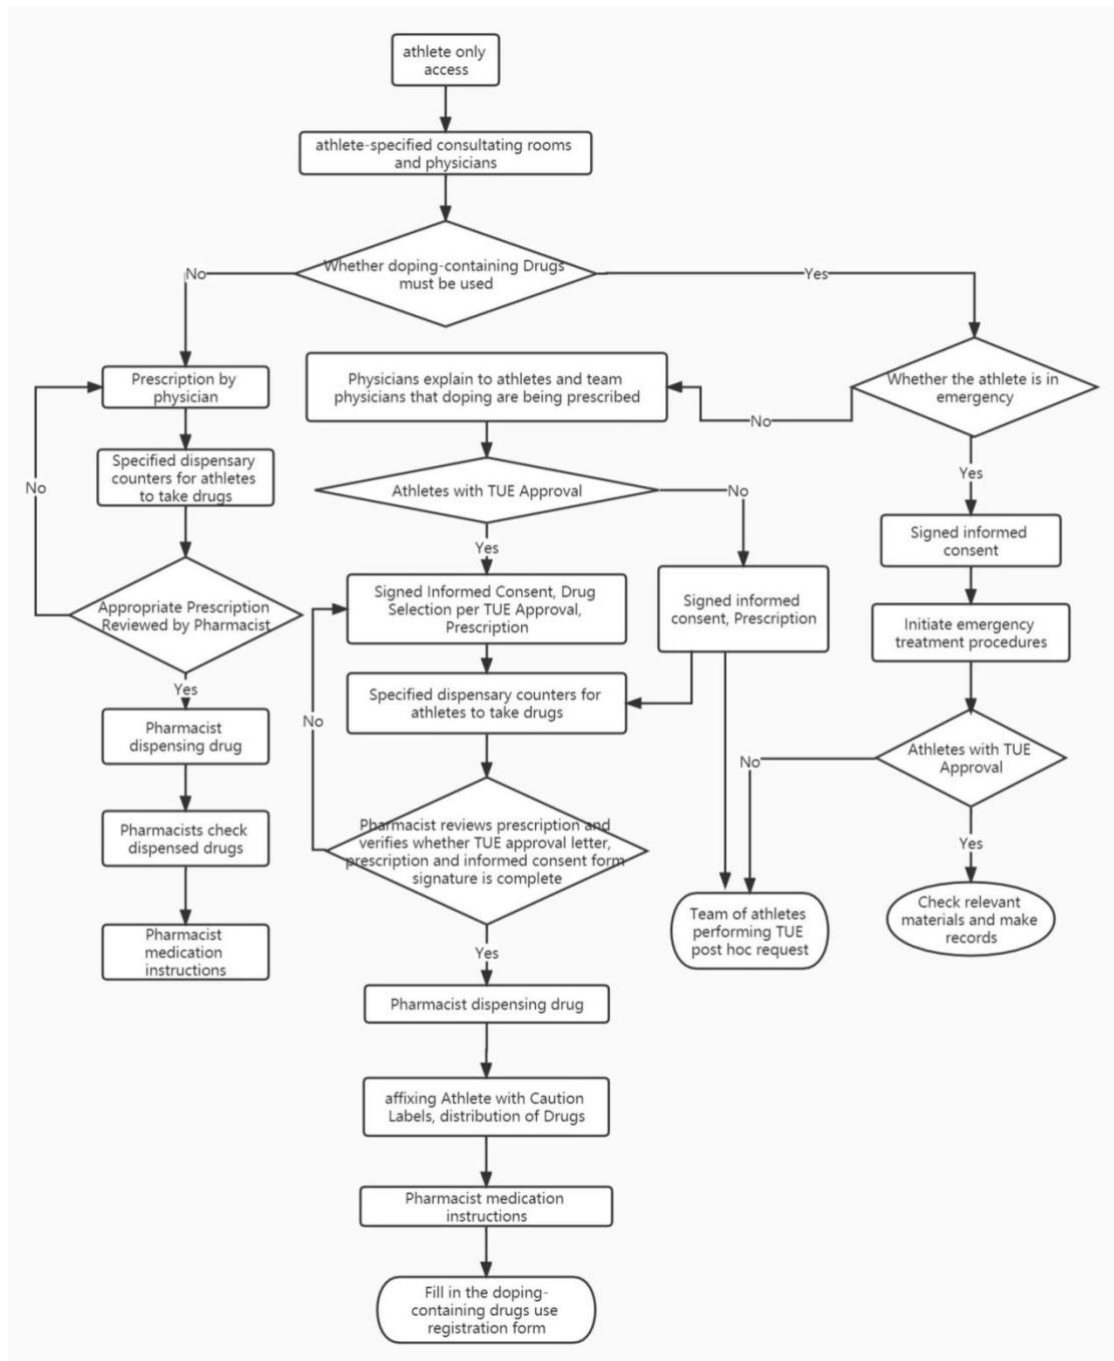 athlete only
access
athlete-specified consultating rooms
and physicians
Whether doping-containing Drugs
must be used
No
Yes
Prescription by
physician
Specified dispensary
counters for athletes
to take drugs
No
Appropriate Prescription
Reviewed by Pharmacist
Yes
Pharmacist
dispensing drug
Pharmacists check
dispensed drugs
Pharmacist
medication
instructions
Physicians explain to athletes and team
physicians that doping are being prescribed
No
Athletes with TUE Approval
No
Yes
Signed Informed Consent, Drug
Selection per TUE Approval,
Prescription
Signed informed
consent, Prescription
Specified dispensary counters for
athletes to take drugs
No
Pharmacist reviews prescription and
verifies whether TUE approval letter,
prescription and informed consent form
signature is complete
Yes
Pharmacist dispensing drug
affixing Athlete with Caution
Labels, distribution of Drugs
Pharmacist medication
instructions
Fill in the doping-
containing drugs use
registration form
Whether the athlete is in
emergency
Yes
Signed informed
consent
Initiate emergency
treatment procedures
Athletes with TUE
Approval
No
Yes
Team of athletes
performing TUE
post hoc request
Check relevant
materials and make
records